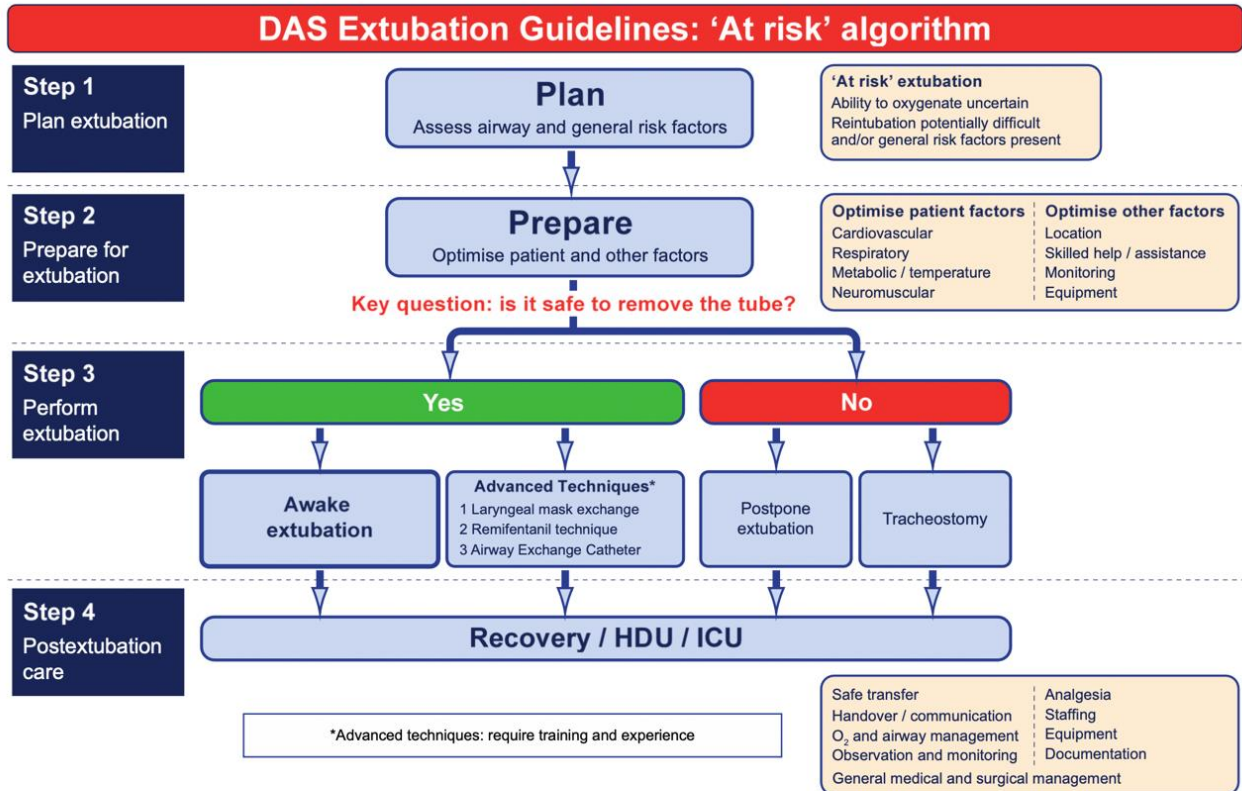 DAS Extubation Guidelines: 'At risk' algorithm
Step 1
Plan extubation
Plan
Assess airway and general risk factors
'At risk' extubation
Ability to oxygenate uncertain
Reintubation potentially difficult
and/or general risk factors present
Step 2
Prepare for
extubation
Prepare
Optimise patient and other factors
Optimise patient factors
Cardiovascular
Respiratory
Metabolic / temperature
Neuromuscular
Optimise other factors
Location
Skilled help / assistance
Monitoring
Equipment
Key question: is it safe to remove the tube?
Step 3
Perform
extubation
Yes
No
Awake
extubation
Advanced Techniques*
1 Laryngeal mask exchange
2 Remifentanil technique
3 Airway Exchange Catheter
Postpone
extubation
Tracheostomy
Step 4
Postextubation
care
Recovery / HDU / ICU
*Advanced techniques: require training and experience
Safe transfer
Handover / communication
O₂ and airway management
Observation and monitoring
Analgesia
Staffing
Equipment
Documentation
General medical and surgical management